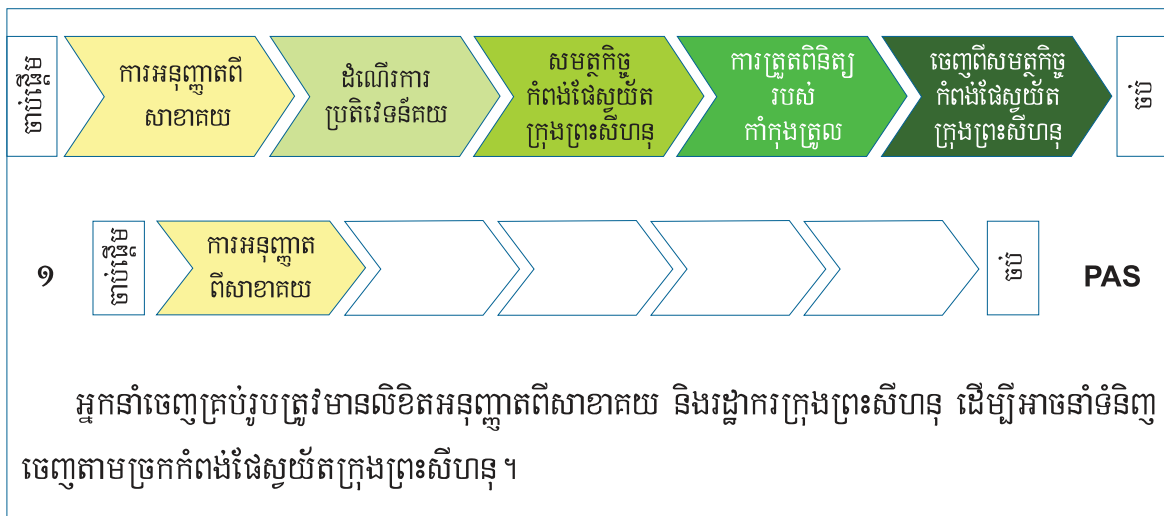 ចាប់ផ្តើម
ការអនុញ្ញាតពី
សាខាគយ
ដំណើរការ
ប្រតិវេទន៍គយ
សមត្ថកិច្ច
កំពង់ផែស្វយ័ត
ក្រុងព្រះសីហនុ
ការត្រួតពិនិត្យ
របស់
កាំកុងត្រូល
ចេញពីសមត្ថកិច្ច
កំពង់ផែស្វយ័ត
ក្រុងព្រះសីហនុ
ចប់
១
ចាប់ផ្តើម
ការអនុញ្ញាត
ពីសាខាគយ
ចប់
PAS
អ្នកនាំចេញគ្រប់រូបត្រូវមានលិខិតអនុញ្ញាតពីសាខាគយ និងរដ្ឋាករក្រុងព្រះសីហនុ ដើម្បីអាចនាំទំនិញ
ចេញតាមច្រកកំពង់ផែស្វយ័តក្រុងព្រះសីហនុ ។